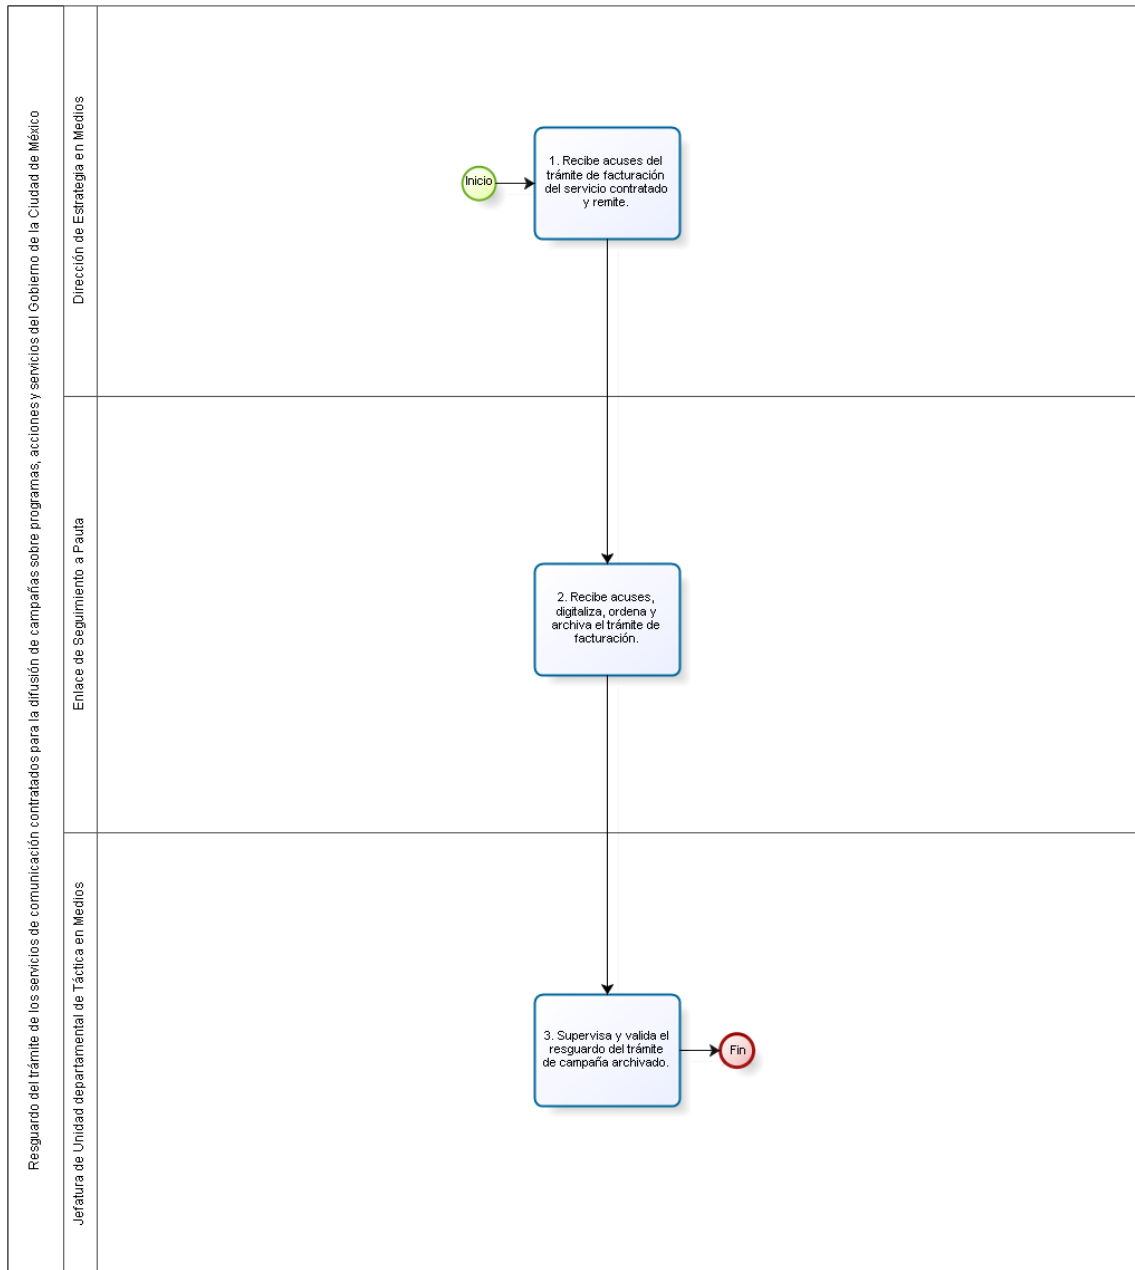 Resguardo del trámite de los servicios de comunicación contratados para la difusión de campañas sobre programas, acciones y servicios del Gobierno de la Ciudad de México
Dirección de Estrategia en Medios
Inicio
1. Recibe acuses del
trámite de facturación
del servicio contratado
y remite.
Enlace de Seguimiento a Pauta
2. Recibe acuses,
digitaliza, ordena y
archiva el trámite de
facturación.
Jefatura de Unidad departamental de Táctica en Medios
3. Supervisa y valida el
resguardo del trámite
de campaña archivado.
Fin